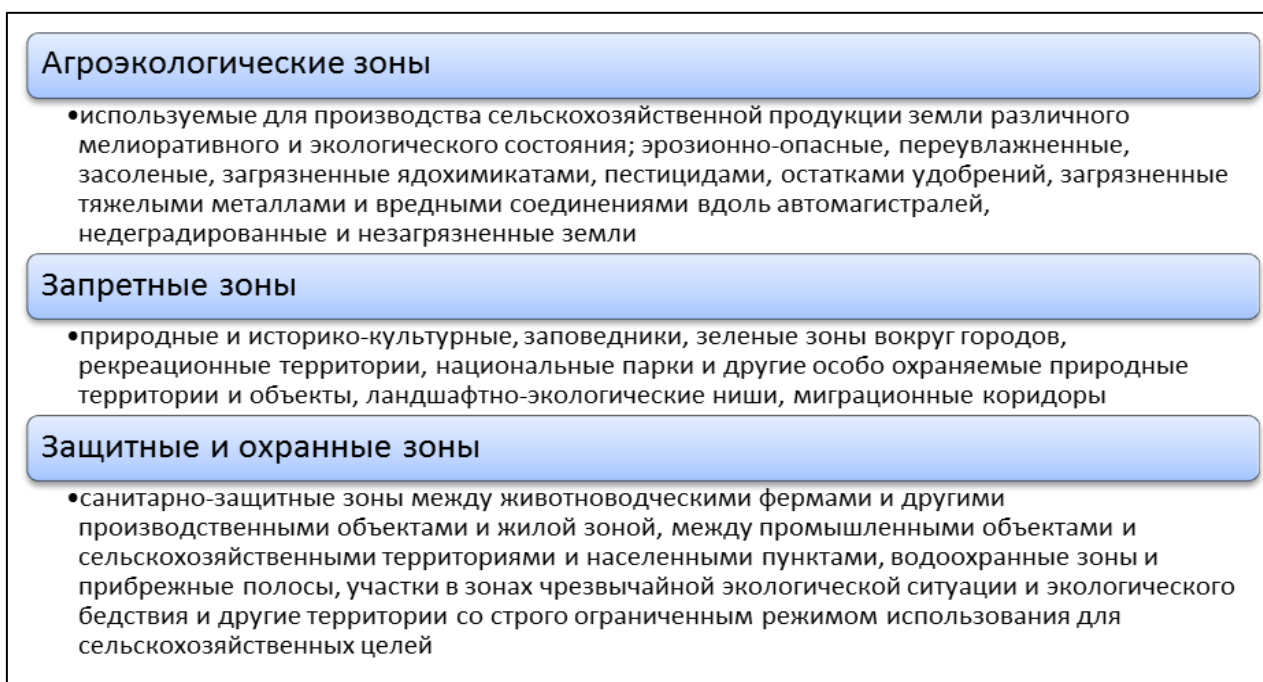 Агроэкологические зоны
•используемые для производства сельскохозяйственной продукции земли различного
мелиоративного и экологического состояния; эрозионно-опасные, переувлажненные,
засоленые, загрязненные ядохимикатами, пестицидами, остатками удобрений, загрязненные
тяжелыми металлами и вредными соединениями вдоль автомагистралей,
недеградированные и незагрязненные земли
Запретные зоны
•природные и историко-культурные, заповедники, зеленые зоны вокруг городов,
рекреационные территории, национальные парки и другие особо охраняемые природные
территории и объекты, ландшафтно-экологические ниши, миграционные коридоры
Защитные и охранные зоны
•санитарно-защитные зоны между животноводческими фермами и другими
производственными объектами и жилой зоной, между промышленными объектами и
сельскохозяйственными территориями и населенными пунктами, водоохранные зоны и
прибрежные полосы, участки в зонах чрезвычайной экологической ситуации и экологического
бедствия и другие территории со строго ограниченным режимом использования для
сельскохозяйственных целей